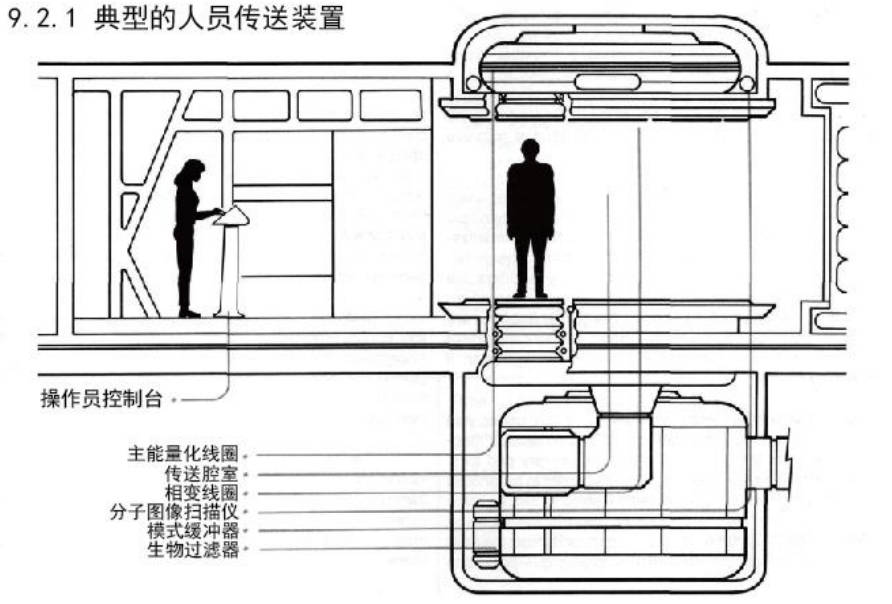 9.2.1 典型的人员传送装置
操作员控制台
主能量化线圈
传送腔室
相变线圈
分子图像扫描仪
模式缓冲器
生物过滤器